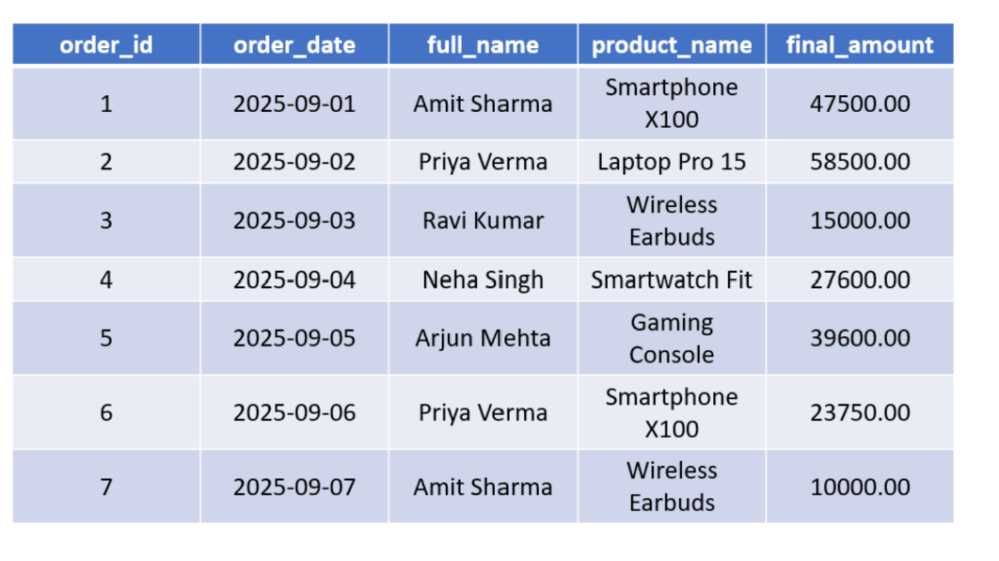 order_id order_date full_name product_name final_amount
1 2025-09-01 Amit Sharma Smartphone X100 47500.00
2 2025-09-02 Priya Verma Laptop Pro 15 58500.00
3 2025-09-03 Ravi Kumar Wireless Earbuds 15000.00
4 2025-09-04 Neha Singh Smartwatch Fit 27600.00
5 2025-09-05 Arjun Mehta Gaming Console 39600.00
6 2025-09-06 Priya Verma Smartphone X100 23750.00
7 2025-09-07 Amit Sharma Wireless Earbuds 10000.00